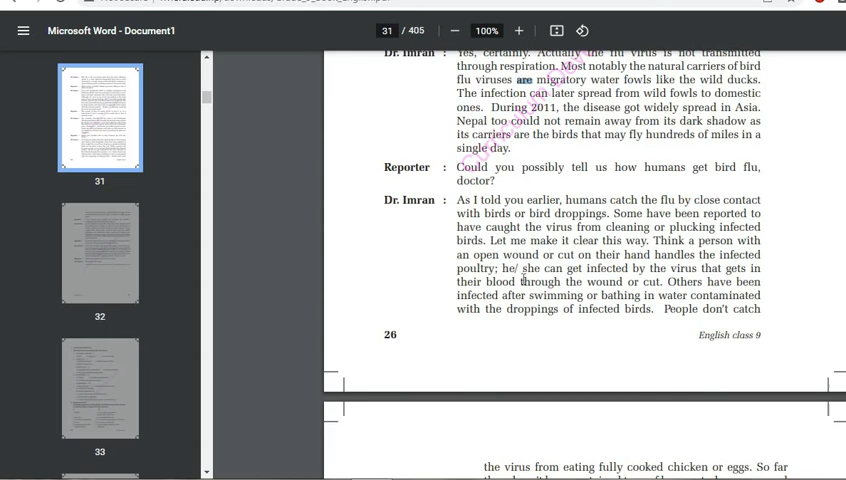 Microsoft Word - Document1
31 / 405
100%
31
32
33
Dr. Imran : Yes, certainly. Actually the flu virus is not transmitted
through respiration. Most notably the natural carriers of bird
flu viruses are migratory water fowls like the wild ducks.
The infection can later spread from wild fowls to domestic
ones. During 2011, the disease got widely spread in Asia.
Nepal too could not remain away from its dark shadow as
its carriers are the birds that may fly hundreds of miles in a
single day.
Reporter : Could you possibly tell us how humans get bird flu,
doctor?
Dr. Imran : As I told you earlier, humans catch the flu by close contact
with birds or bird droppings. Some have been reported to
have caught the virus from cleaning or plucking infected
birds. Let me make it clear this way. Think a person with
an open wound or cut on their hand handles the infected
poultry; he/ she can get infected by the virus that gets in
their blood through the wound or cut. Others have been
infected after swimming or bathing in water contaminated
with the droppings of infected birds. People don't catch
26 English class 9
the virus from eating fully cooked chicken or eggs. So far